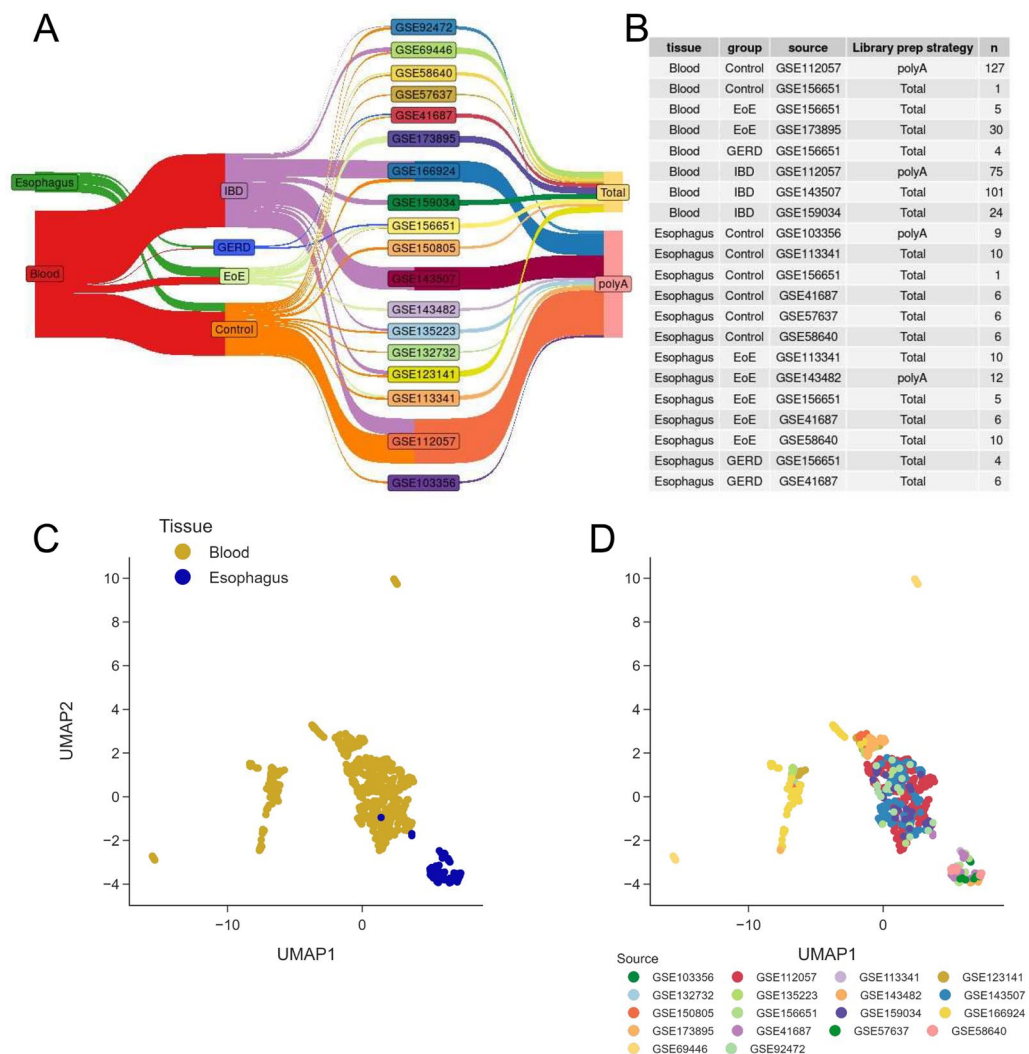 A
GSE92472
GSE69446
GSE58640
GSE57637
GSE41687
GSE173895
GSE166924
GSE159034
GSE156651
GSE150805
GSE143507
GSE143482
GSE135223
GSE132732
GSE123141
GSE113341
GSE112057
GSE103356
Esophagus
Blood
IBD
GERD
EoE
Control
Total
polyA
B
tissue group source Library prep strategy n
Blood Control GSE112057 polyA 127
Blood Control GSE156651 Total 1
Blood EoE GSE156651 Total 5
Blood EoE GSE173895 Total 30
Blood GERD GSE156651 Total 4
Blood IBD GSE112057 polyA 75
Blood IBD GSE143507 Total 101
Blood IBD GSE159034 Total 24
Esophagus Control GSE103356 polyA 9
Esophagus Control GSE113341 Total 10
Esophagus Control GSE156651 Total 1
Esophagus Control GSE41687 Total 6
Esophagus Control GSE57637 Total 6
Esophagus Control GSE58640 Total 6
Esophagus EoE GSE113341 Total 10
Esophagus EoE GSE143482 polyA 12
Esophagus EoE GSE156651 Total 5
Esophagus EoE GSE41687 Total 6
Esophagus EoE GSE58640 Total 10
Esophagus GERD GSE156651 Total 4
Esophagus GERD GSE41687 Total 6
C
Tissue
Blood
Esophagus
10
8
6
4
2
0
−2
−4
UMAP2
−10 0
UMAP1
D
10
8
6
4
2
0
−2
−4
−10 0
UMAP1
Source
GSE103356 GSE112057 GSE113341 GSE123141
GSE132732 GSE135223 GSE143482 GSE143507
GSE150805 GSE156651 GSE159034 GSE166924
GSE173895 GSE41687 GSE57637 GSE58640
GSE69446 GSE92472